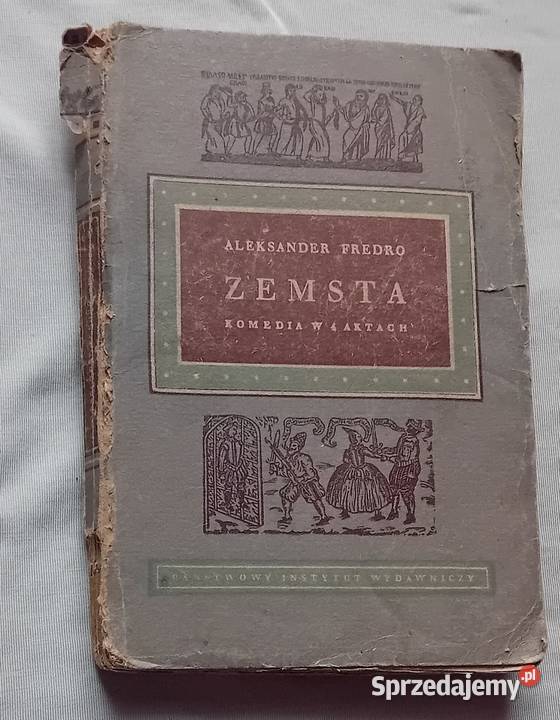 ALEKSANDER FREDRO
ZEMSTA
KOMEDIA W 4 AKTACH
PAŃSTWOWY INSTYTUT WYDAWNICZY
Sprzedajemy.pl